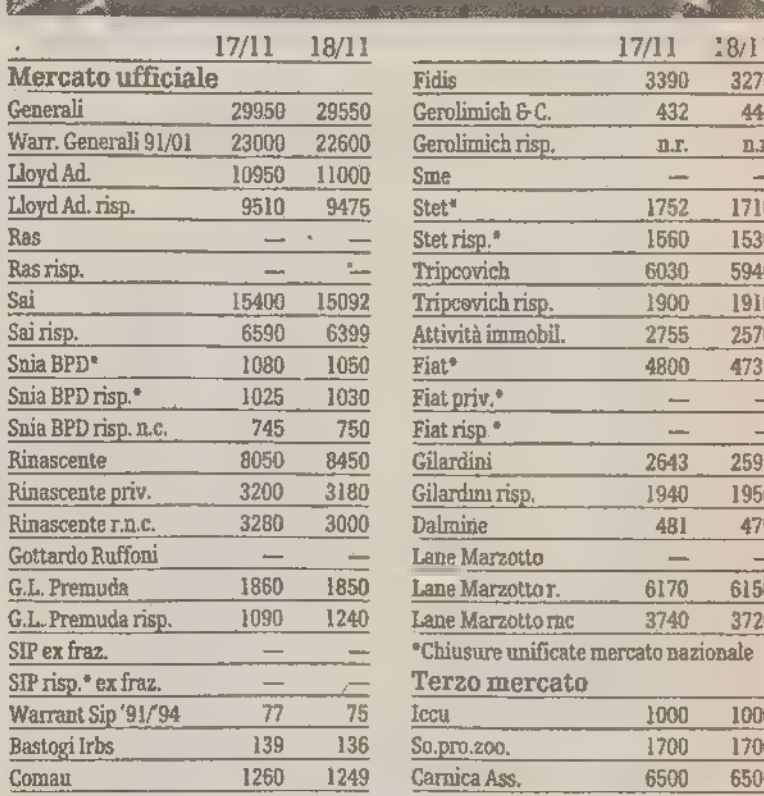 17/11 18/11
Mercato ufficiale
Generali 29950 29550
Warr. Generali 91/01 23000 22600
Lloyd Ad. 10950 11000
Lloyd Ad. risp. 9510 9475
Ras — —
Ras risp. — —
Sai 15400 15092
Sai risp. 6590 6399
Snia BPD* 1080 1050
Snia BPD risp.* 1025 1030
Snia BPD risp. n.c. 745 750
Rinascente 8050 8450
Rinascente priv. 3200 3180
Rinascente r.n.c. 3280 3000
Gottardo Ruffoni — —
G.L. Premuda 1860 1850
G.L. Premuda risp. 1090 1240
SIP ex fraz. — —
SIP risp.* ex fraz. — —
Warrant Sip '91/'94 77 75
Bastogi Irbs 139 136
Comau 1260 1249
17/11
Fidis 3390
Gerolimich & C. 432
Gerolimich risp. n.r.
Sme — —
Stet* 1752
Stet risp.* 1560
Tripcovich 6030
Tripcovich risp. 1900
Attività immobil. 2755
Fiat* 4800
Fiat priv.* — —
Fiat risp.* — —
Gilardini 2643
Gilardini risp. 1940
Dalmine 481
Lane Marzotto — —
Lane Marzotto r. 6170
Lane Marzotto rnc 3740
*Chiusure unificate mercato nazionale
Terzo mercato
Iccu 1000
So.pro.zoo. 1700
Carnica Ass. 6500